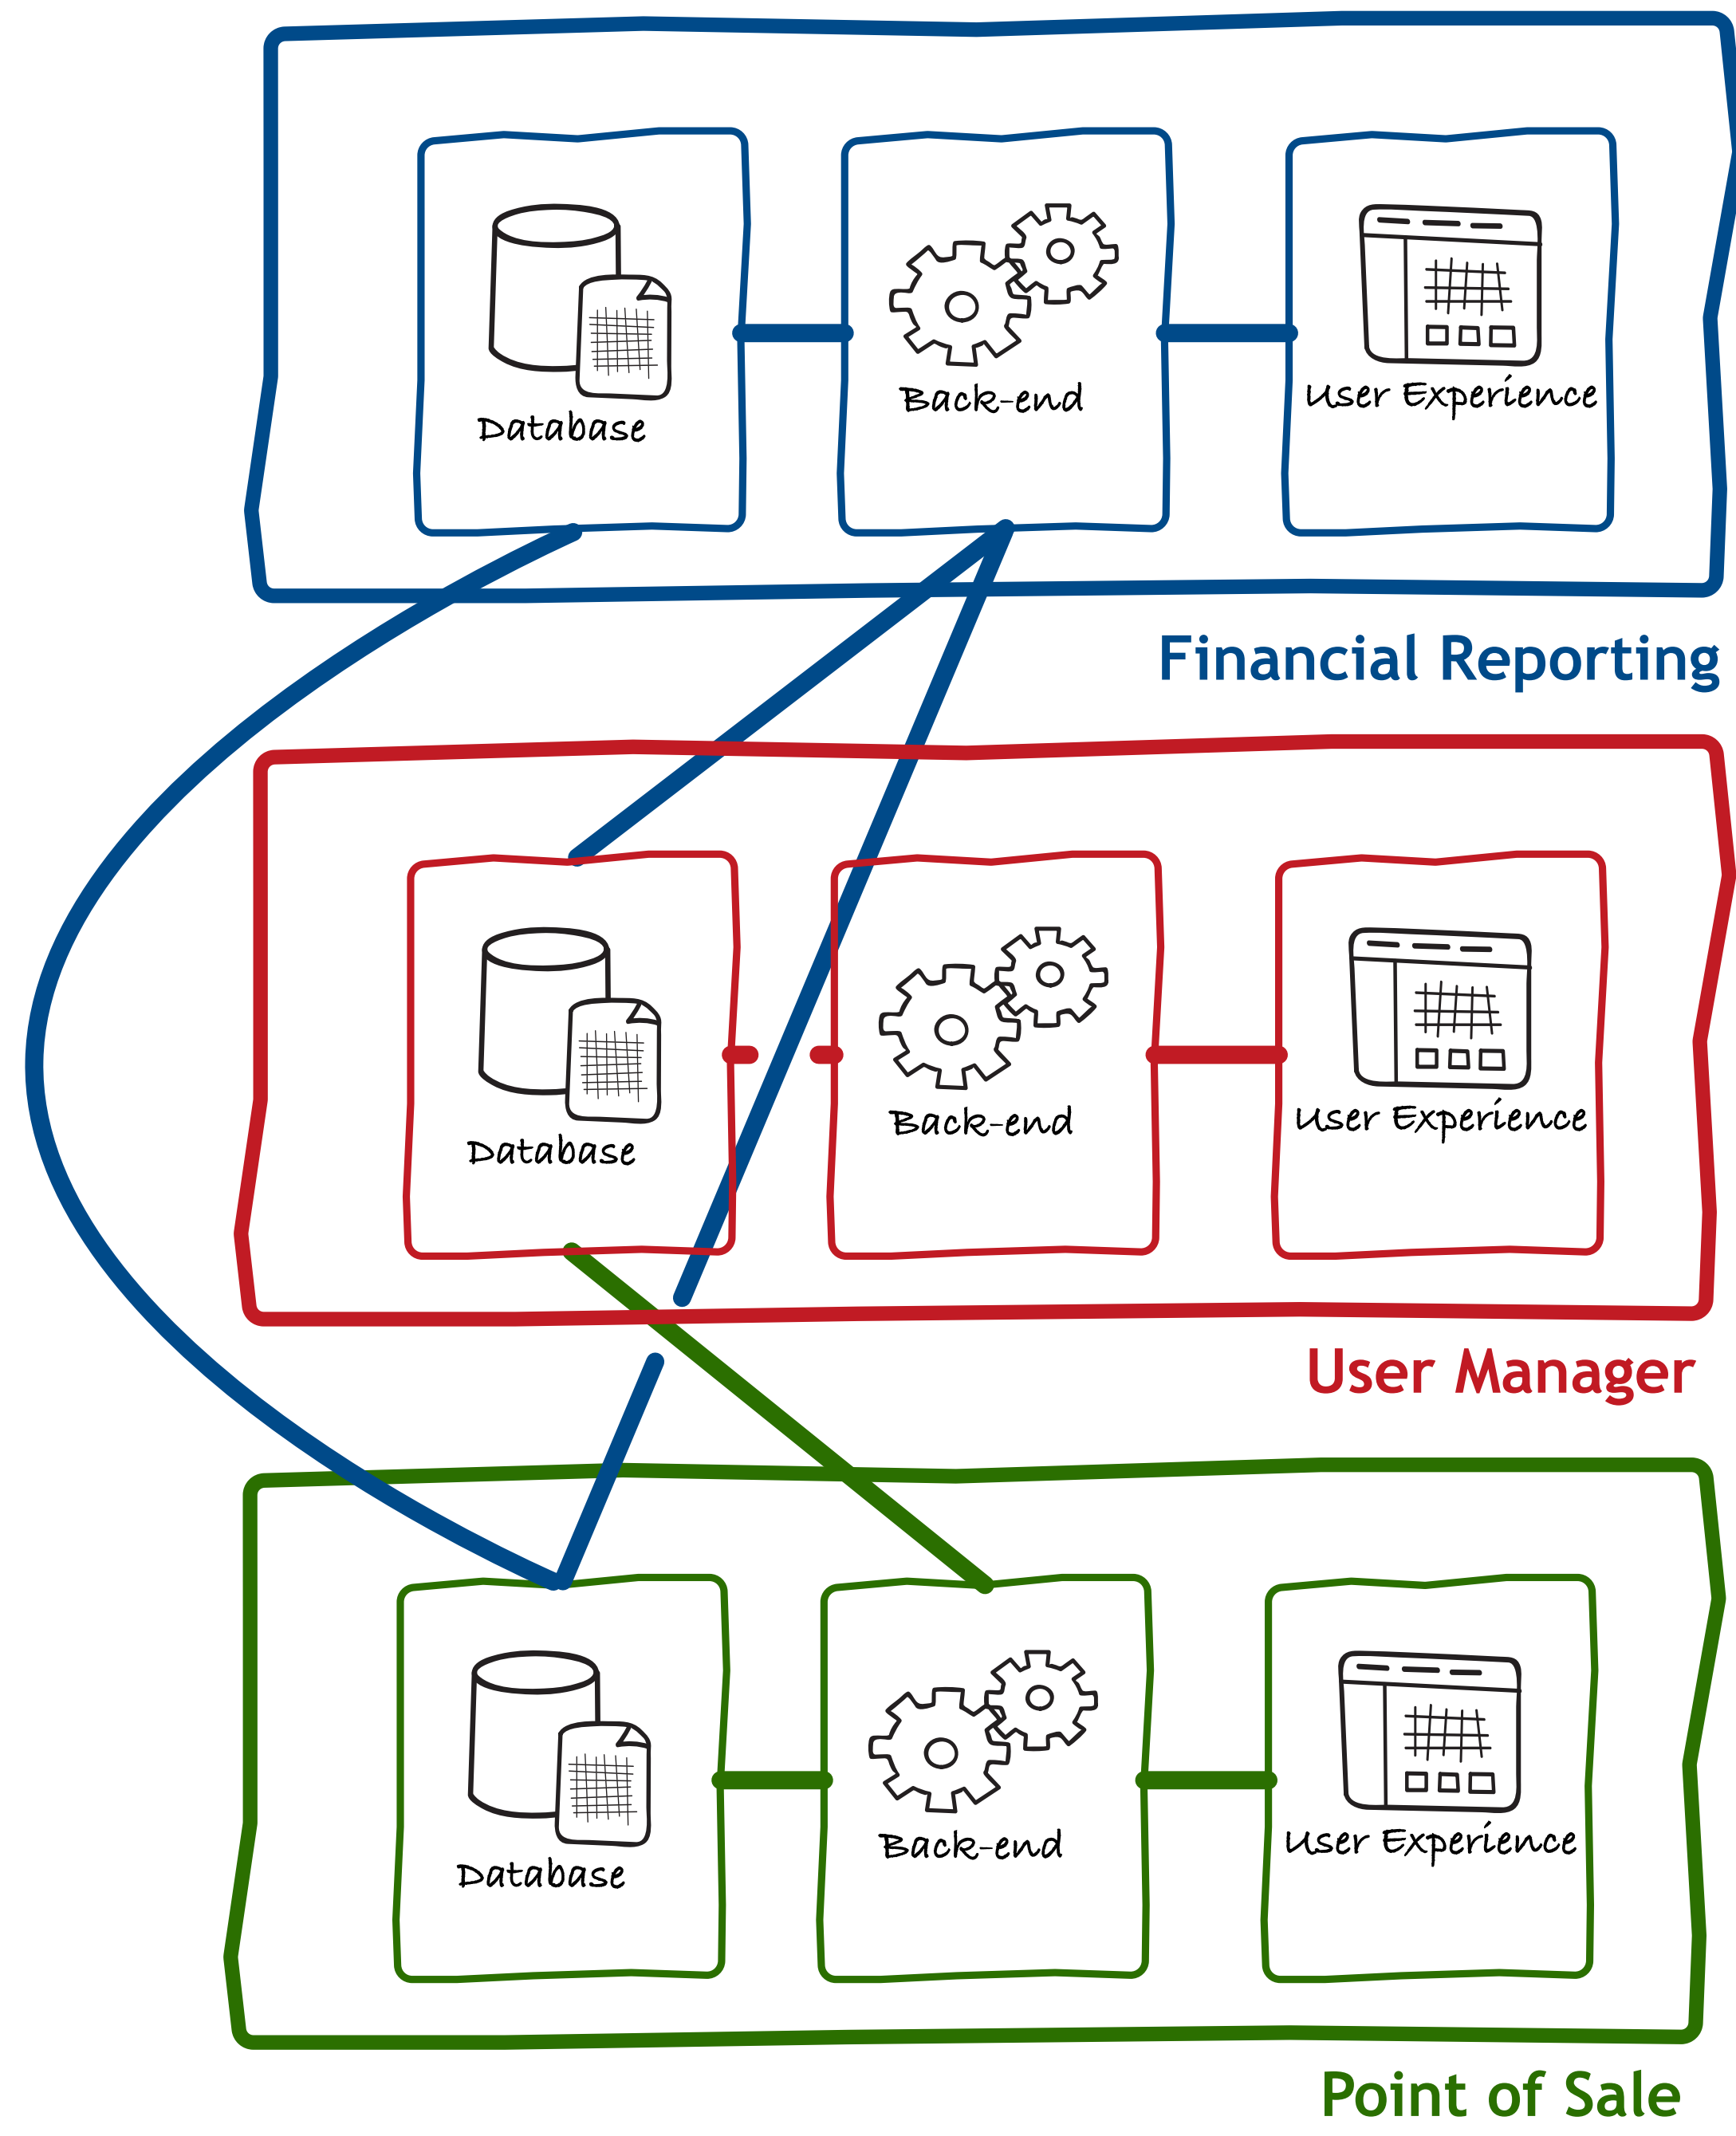 Database
Back-end
User Experience
Financial Reporting
Database
Back-end
User Experience
User Manager
Database
Back-end
User Experience
Point of Sale